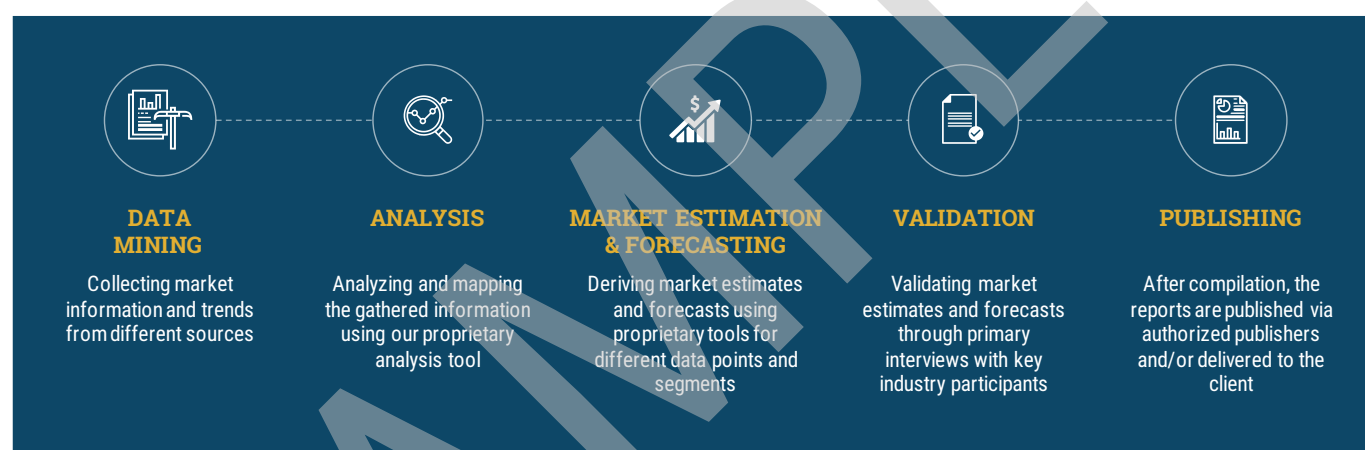 DATA
MINING
Collecting market
information and trends
from different sources
ANALYSIS
Analyzing and mapping
the gathered information
using our proprietary
analysis tool
$
MARKET ESTIMATION
& FORECASTING
Deriving market estimates
and forecasts using
proprietary tools for
different data points and
segments
VALIDATION
Validating market
estimates and forecasts
through primary
interviews with key
industry participants
PUBLISHING
After compilation, the
reports are published via
authorized publishers
and/or delivered to the
client
AMPL